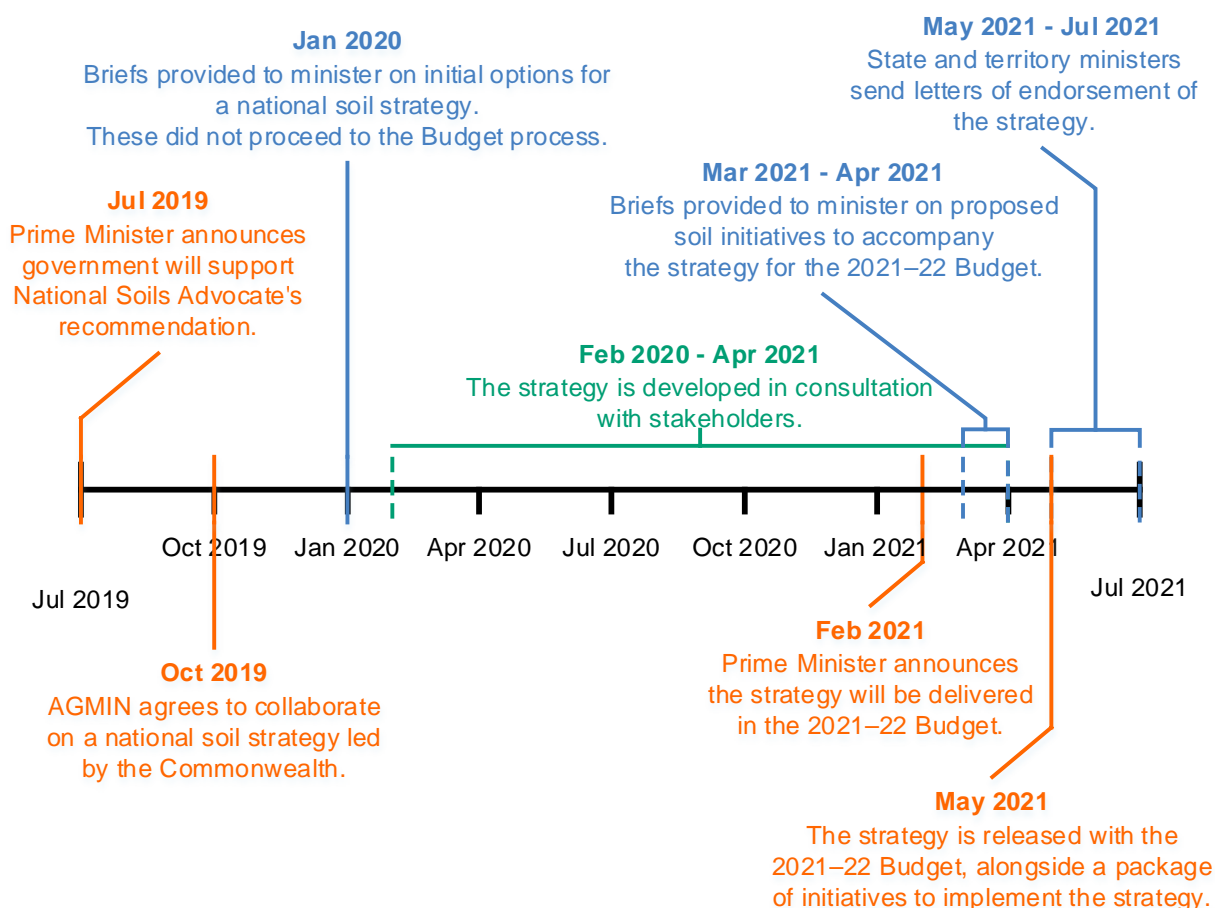 May 2021 - Jul 2021
State and territory ministers
send letters of endorsement of
the strategy.
Jan 2020
Briefs provided to minister on initial options for
a national soil strategy.
These did not proceed to the Budget process.
Mar 2021 - Apr 2021
Briefs provided to minister on proposed
soil initiatives to accompany
the strategy for the 2021–22 Budget.
Jul 2019
Prime Minister announces
government will support
National Soils Advocate's
recommendation.
Feb 2020 - Apr 2021
The strategy is developed in consultation
with stakeholders.
Jul 2019
Oct 2019
Jan 2020
Apr 2020
Jul 2020
Oct 2020
Jan 2021
Apr 2021
Jul 2021
Oct 2019
AGMIN agrees to collaborate
on a national soil strategy led
by the Commonwealth.
Feb 2021
Prime Minister announces
the strategy will be delivered
in the 2021–22 Budget.
May 2021
The strategy is released with the
2021–22 Budget, alongside a package
of initiatives to implement the strategy.